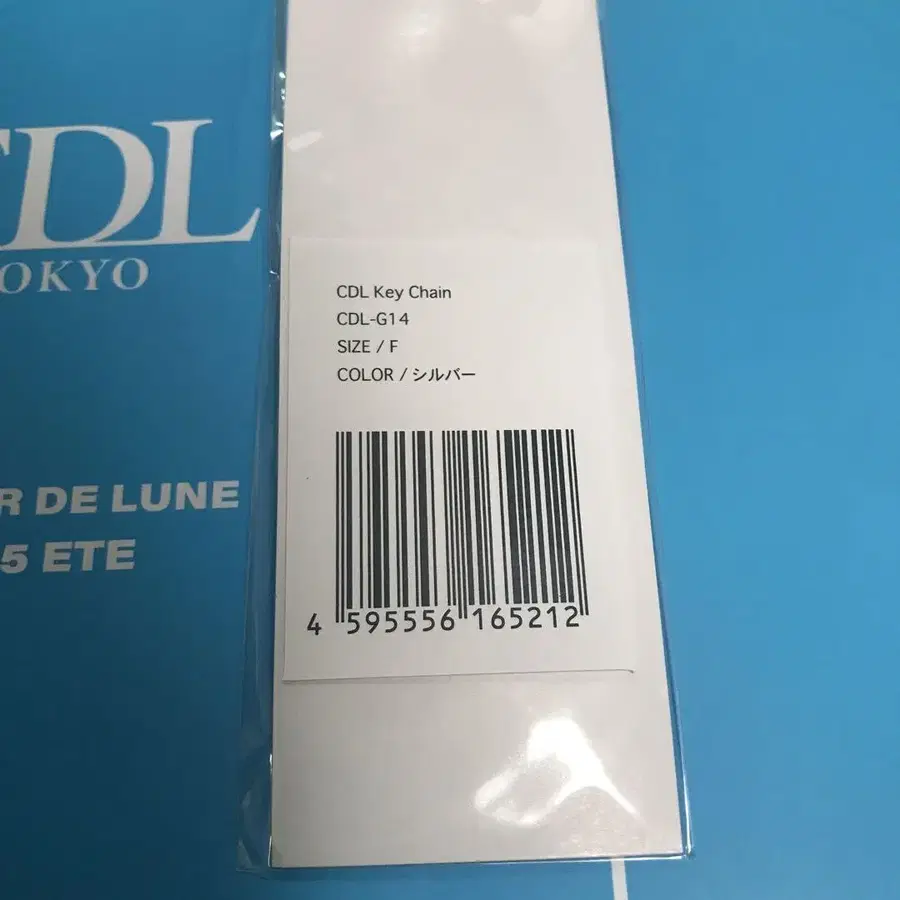 CDL
TOKYO
R DE LUNE
5 ETE
CDL Key Chain
CDL-G14
SIZE / F
COLOR / シルバー
4 595556 165212